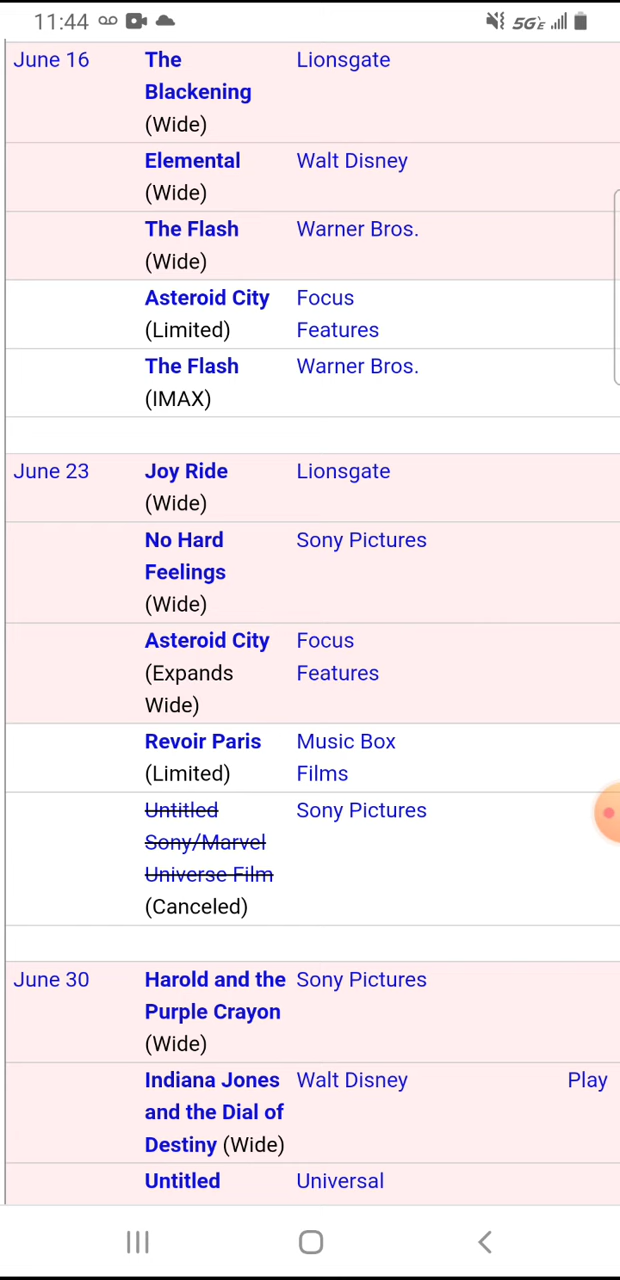 11:44
5GE
June 16 The Lionsgate
Blackening
(Wide)
Elemental Walt Disney
(Wide)
The Flash Warner Bros.
(Wide)
Asteroid City Focus
(Limited) Features
The Flash Warner Bros.
(IMAX)
June 23 Joy Ride Lionsgate
(Wide)
No Hard Sony Pictures
Feelings
(Wide)
Asteroid City Focus
(Expands Features
Wide)
Revoir Paris Music Box
(Limited) Films
Untitled Sony Pictures
Sony/Marvel
Universe Film
(Canceled)
June 30 Harold and the Sony Pictures
Purple Crayon
(Wide)
Indiana Jones Walt Disney Play
and the Dial of
Destiny (Wide)
Untitled Universal